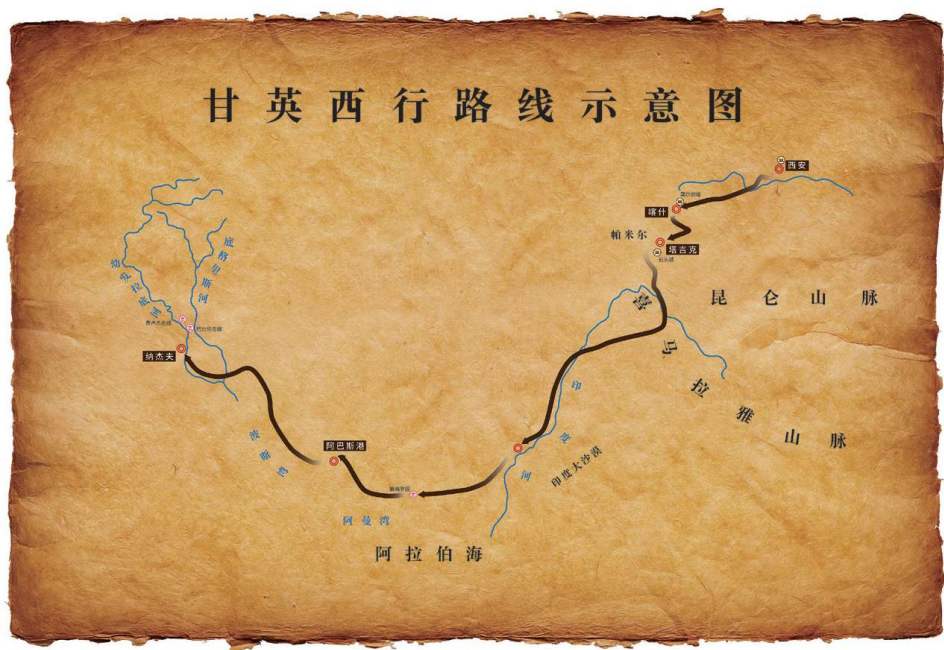 甘英西行路线示意图
西安
喀什
帕米尔
塔吉克
昆仑山脉
喜马拉雅山脉
底格里斯河
幼发拉底河
纳杰夫
阿巴斯港
波斯湾
印度河
印度大沙漠
阿曼湾
阿拉伯海